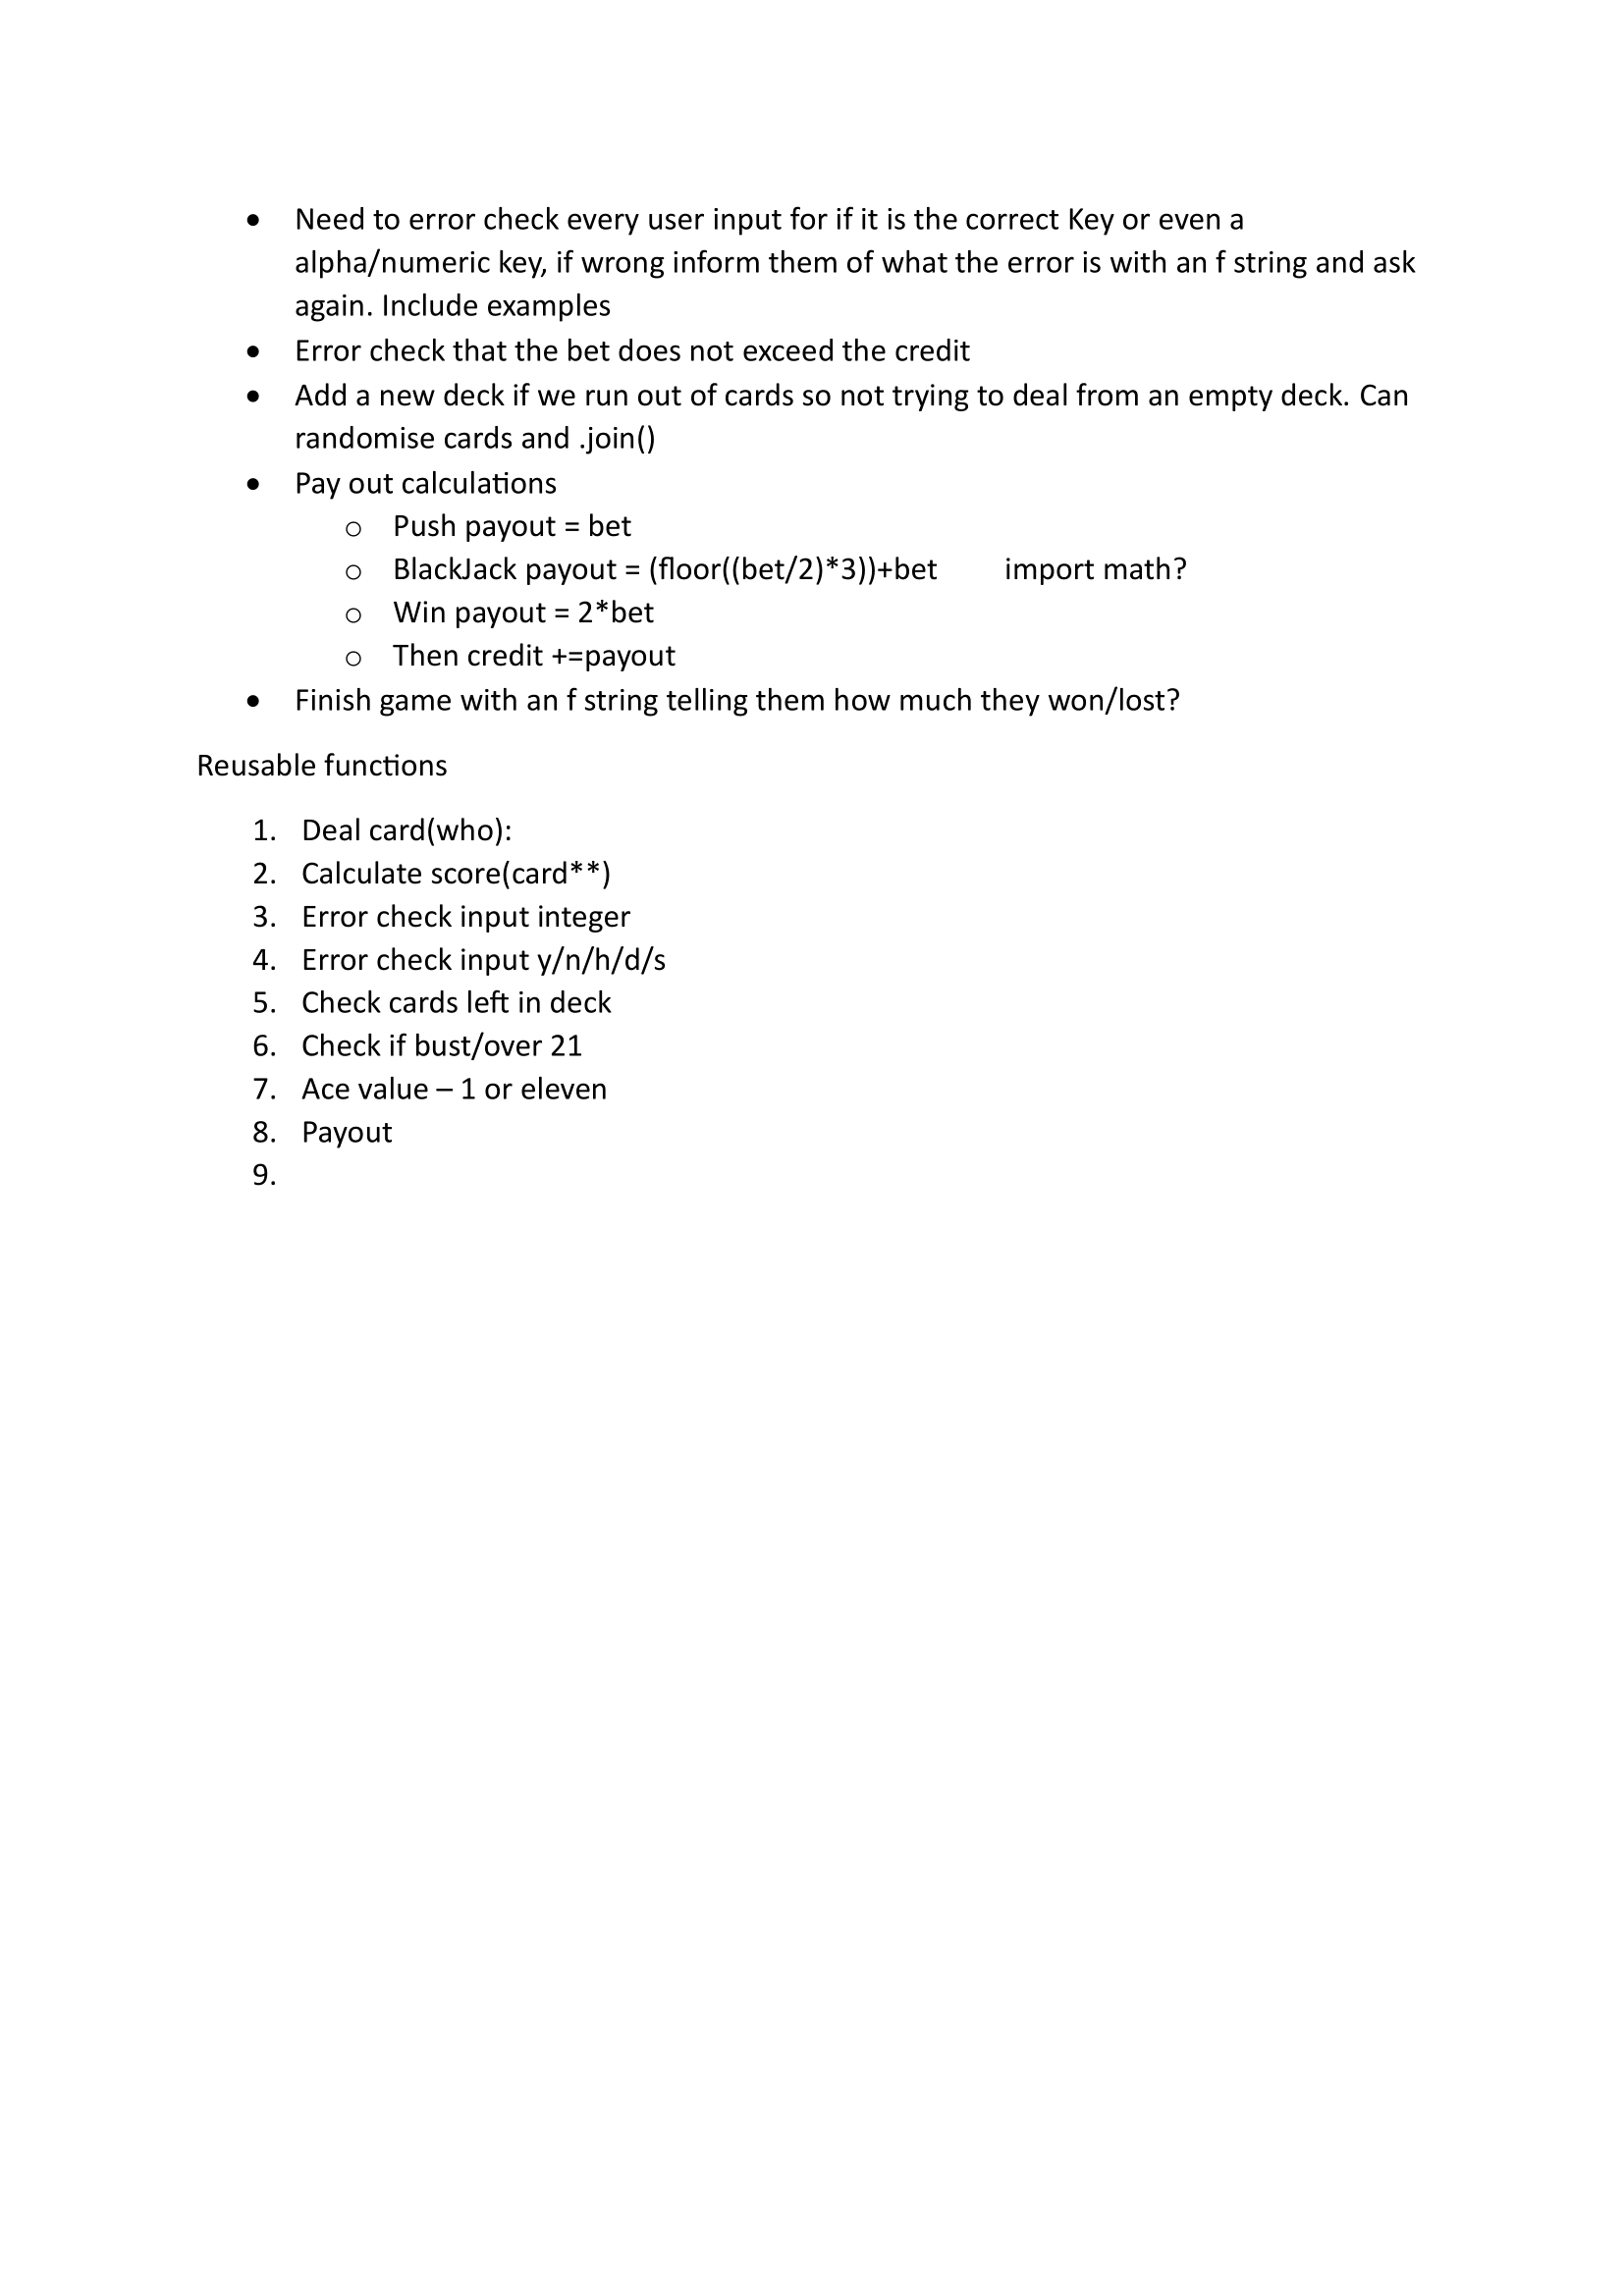 • Need to error check every user input for if it is the correct Key or even a
alpha/numeric key, if wrong inform them of what the error is with an f string and ask
again. Include examples
• Error check that the bet does not exceed the credit
• Add a new deck if we run out of cards so not trying to deal from an empty deck. Can
randomise cards and .join()
• Pay out calculations
o Push payout = bet
o BlackJack payout = (floor((bet/2)*3))+bet import math?
o Win payout = 2*bet
o Then credit +=payout
• Finish game with an f string telling them how much they won/lost?
Reusable functions
1. Deal card(who):
2. Calculate score(card**)
3. Error check input integer
4. Error check input y/n/h/d/s
5. Check cards left in deck
6. Check if bust/over 21
7. Ace value – 1 or eleven
8. Payout
9.